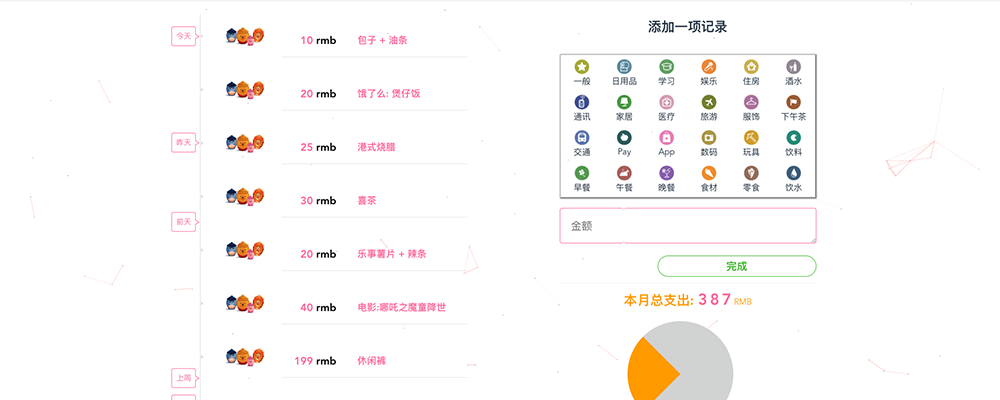 今天
10 rmb 包子 + 油条
20 rmb 饿了么: 煲仔饭
昨天
25 rmb 港式烧腊
30 rmb 喜茶
前天
20 rmb 乐事薯片 + 辣条
40 rmb 电影:哪吒之魔童降世
199 rmb 休闲裤
上周
添加一项记录
一般 日用品 学习 娱乐 住房 酒水
通讯 家居 医疗 旅游 服饰 下午茶
交通 Pay App 数码 玩具 饮料
早餐 午餐 晚餐 食材 零食 饮水
金额
完成
本月总支出: 387 RMB